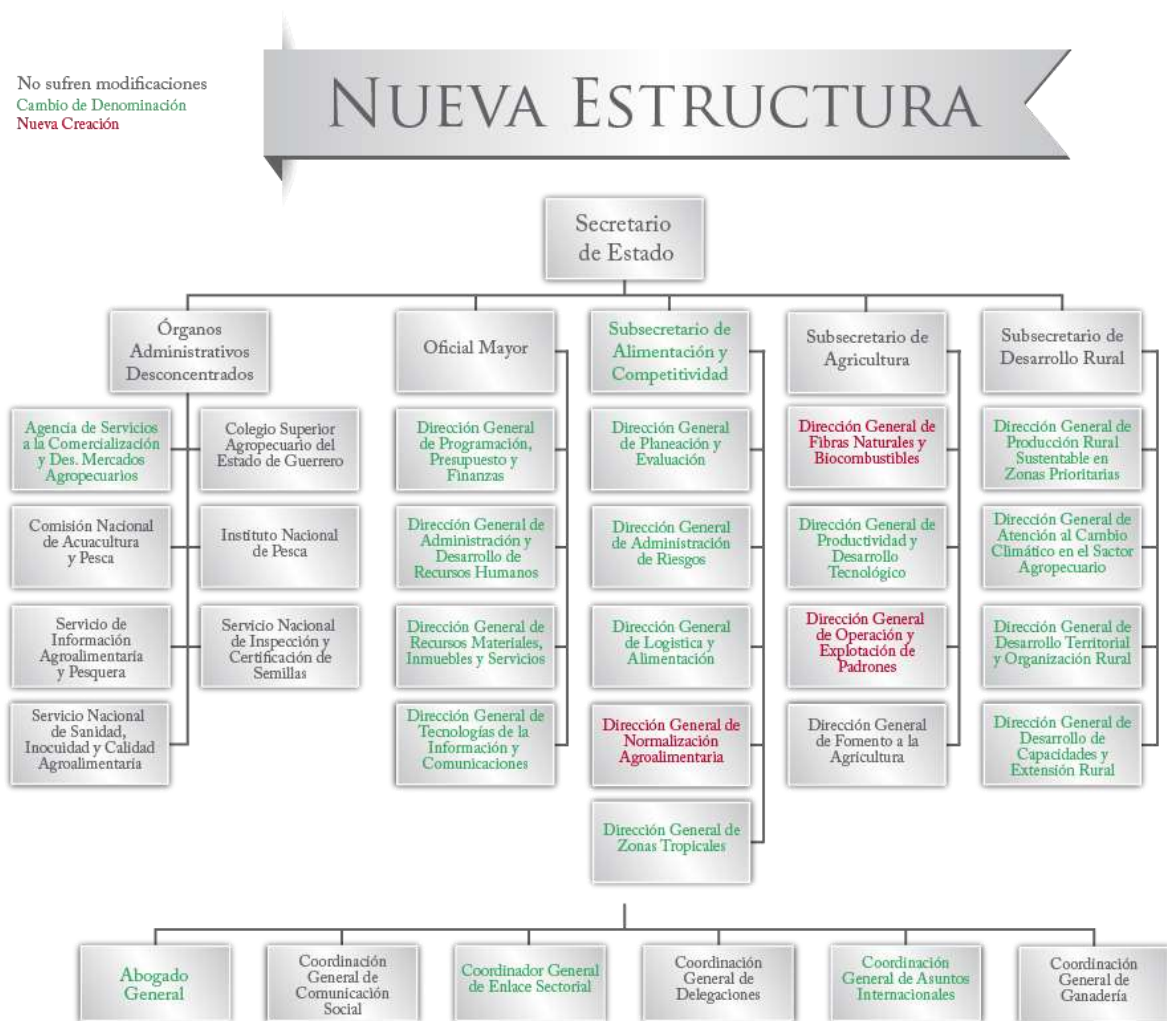 No sufren modificaciones
Cambio de Denominación
Nueva Creación
NUEVA ESTRUCTURA
Secretario
de Estado
Órganos
Administrativos
Desconcentrados
Oficial Mayor
Subsecretario de
Alimentación y
Competitividad
Subsecretario de
Agricultura
Subsecretario de
Desarrollo Rural
Agencia de Servicios
a la Comercialización
y Des. Mercados
Agropecuarios
Colegio Superior
Agropecuario del
Estado de Guerrero
Dirección General
de Programación,
Presupuesto y
Finanzas
Dirección General
de Planeación y
Evaluación
Dirección General de
Fibras Naturales y
Biocombustibles
Dirección General de
Producción Rural
Sustentable en
Zonas Prioritarias
Comisión Nacional
de Acuacultura
y Pesca
Instituto Nacional
de Pesca
Dirección General de
Administración y
Desarrollo de
Recursos Humanos
Dirección General
de Administración
de Riesgos
Dirección General de
Productividad y
Desarrollo
Tecnológico
Dirección General de
Atención al Cambio
Climático en el Sactor
Agropecuario
Servicio de
Información
Agroalimentaria
y Pesquera
Servicio Nacional
de Inspección y
Certificación de
Semillas
Dirección General de
Recursos Materiales,
Inmuebles y Servicios
Dirección General
de Logistica y
Alimentación
Dirección General
de Operación y
Explotación de
Padrones
Dirección General de
Desarrollo Territorial
y Organización Rural
Servicio Nacional
de Sanidad,
Inocuidad y Calidad
Agroalimentaria
Dirección General de
Tecnologías de la
Información y
Comunicaciones
Dirección General de
Normalización
Agroalimentaria
Dirección General
de Fomento a la
Agricultura
Dirección General de
Desarrollo de
Capacidades y
Extensión Rural
Dirección General de
Zonas Tropicales
Abogado
General
Coordinación
General de
Comunicación
Social
Coordinador General
de Enlace Sectorial
Coordinación
General de
Delegaciones
Coordinación
General de Asuntos
Internacionales
Coordinación
General de
Ganadería